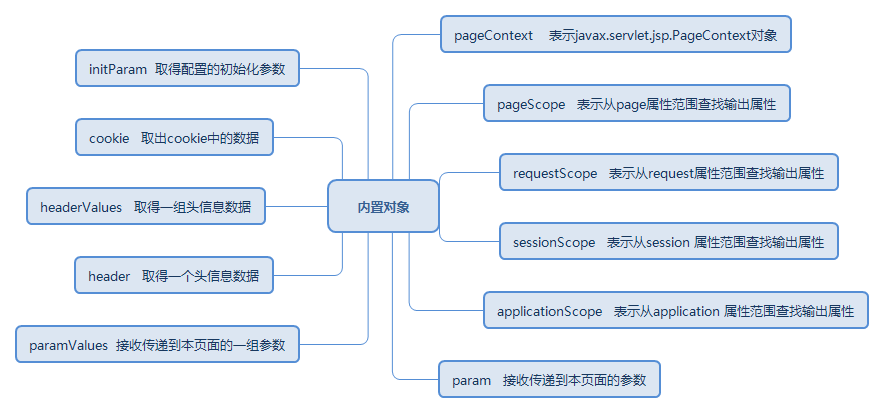 pageContext 表示javax.servlet.jsp.PageContext对象
initParam 取得配置的初始化参数
pageScope 表示从page属性范围查找输出属性
cookie 取出cookie中的数据
requestScope 表示从request属性范围查找输出属性
headerValues 取得一组头信息数据
内置对象
sessionScope 表示从session 属性范围查找输出属性
header 取得一个头信息数据
applicationScope 表示从application 属性范围查找输出属性
paramValues 接收传递到本页面的一组参数
param 接收传递到本页面的参数